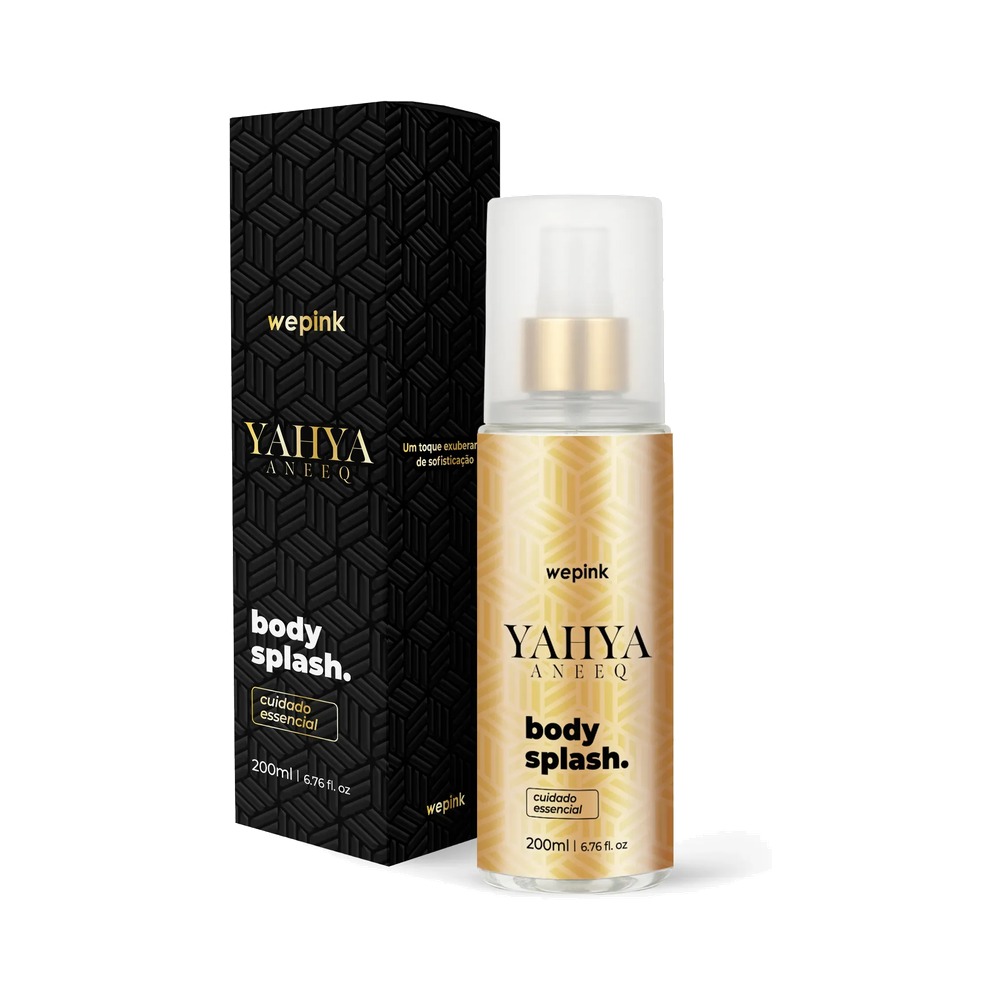 wepink
YAHYA
ANEEQ
body
splash.
cuidado
essencial
200ml | 6.76 fl. oz
Um toque
de sofisticação
wepink
wepink
YAHYA
ANEEQ
body
splash.
cuidado
essencial
200ml | 6.76 fl. oz